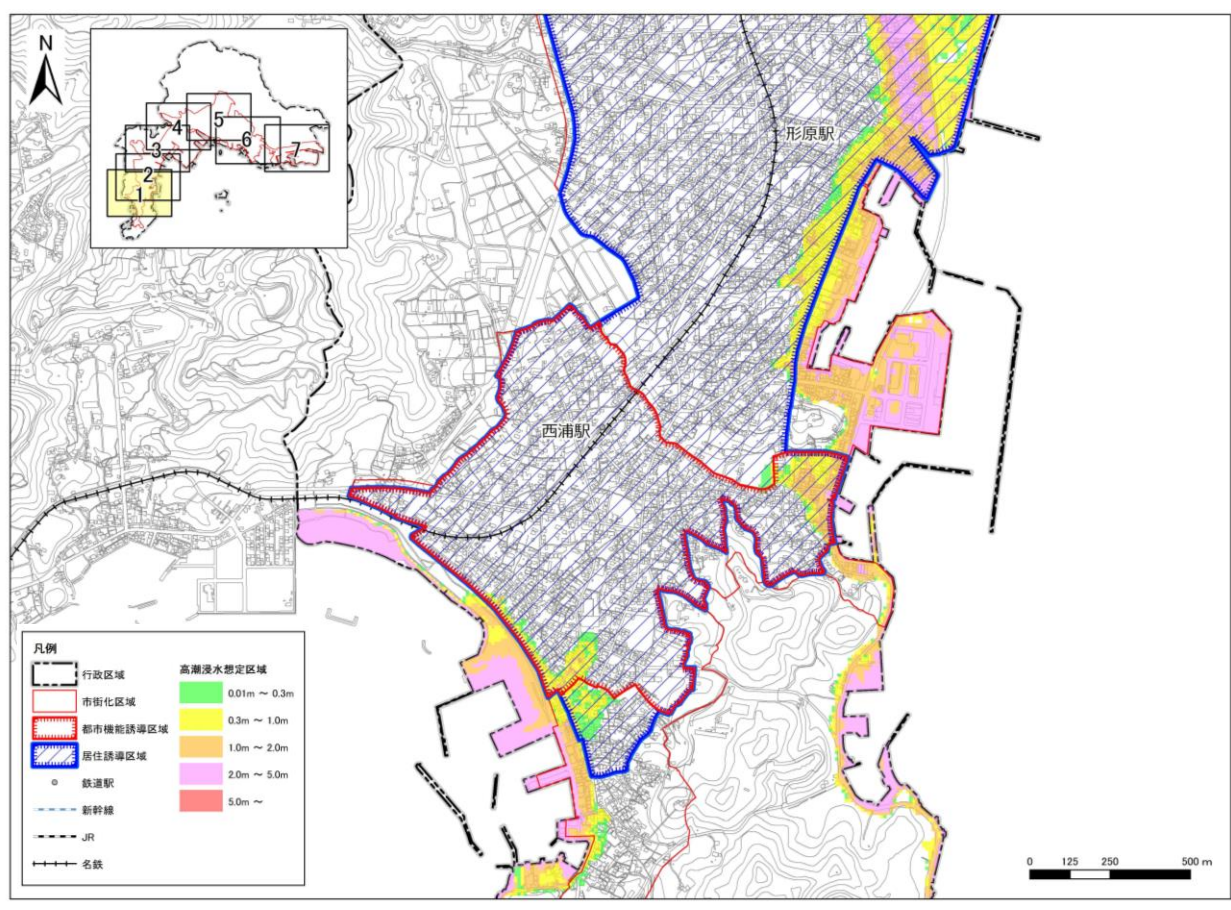 N
1
2
3
4
5
6
7
形原駅
西浦駅
凡例
行政区域
市街化区域
都市機能誘導区域
居住誘導区域
鉄道駅
新幹線
JR
名鉄
高潮浸水想定区域
0.01m ～ 0.3m
0.3m ～ 1.0m
1.0m ～ 2.0m
2.0m ～ 5.0m
5.0m ～
0 125 250 500 m